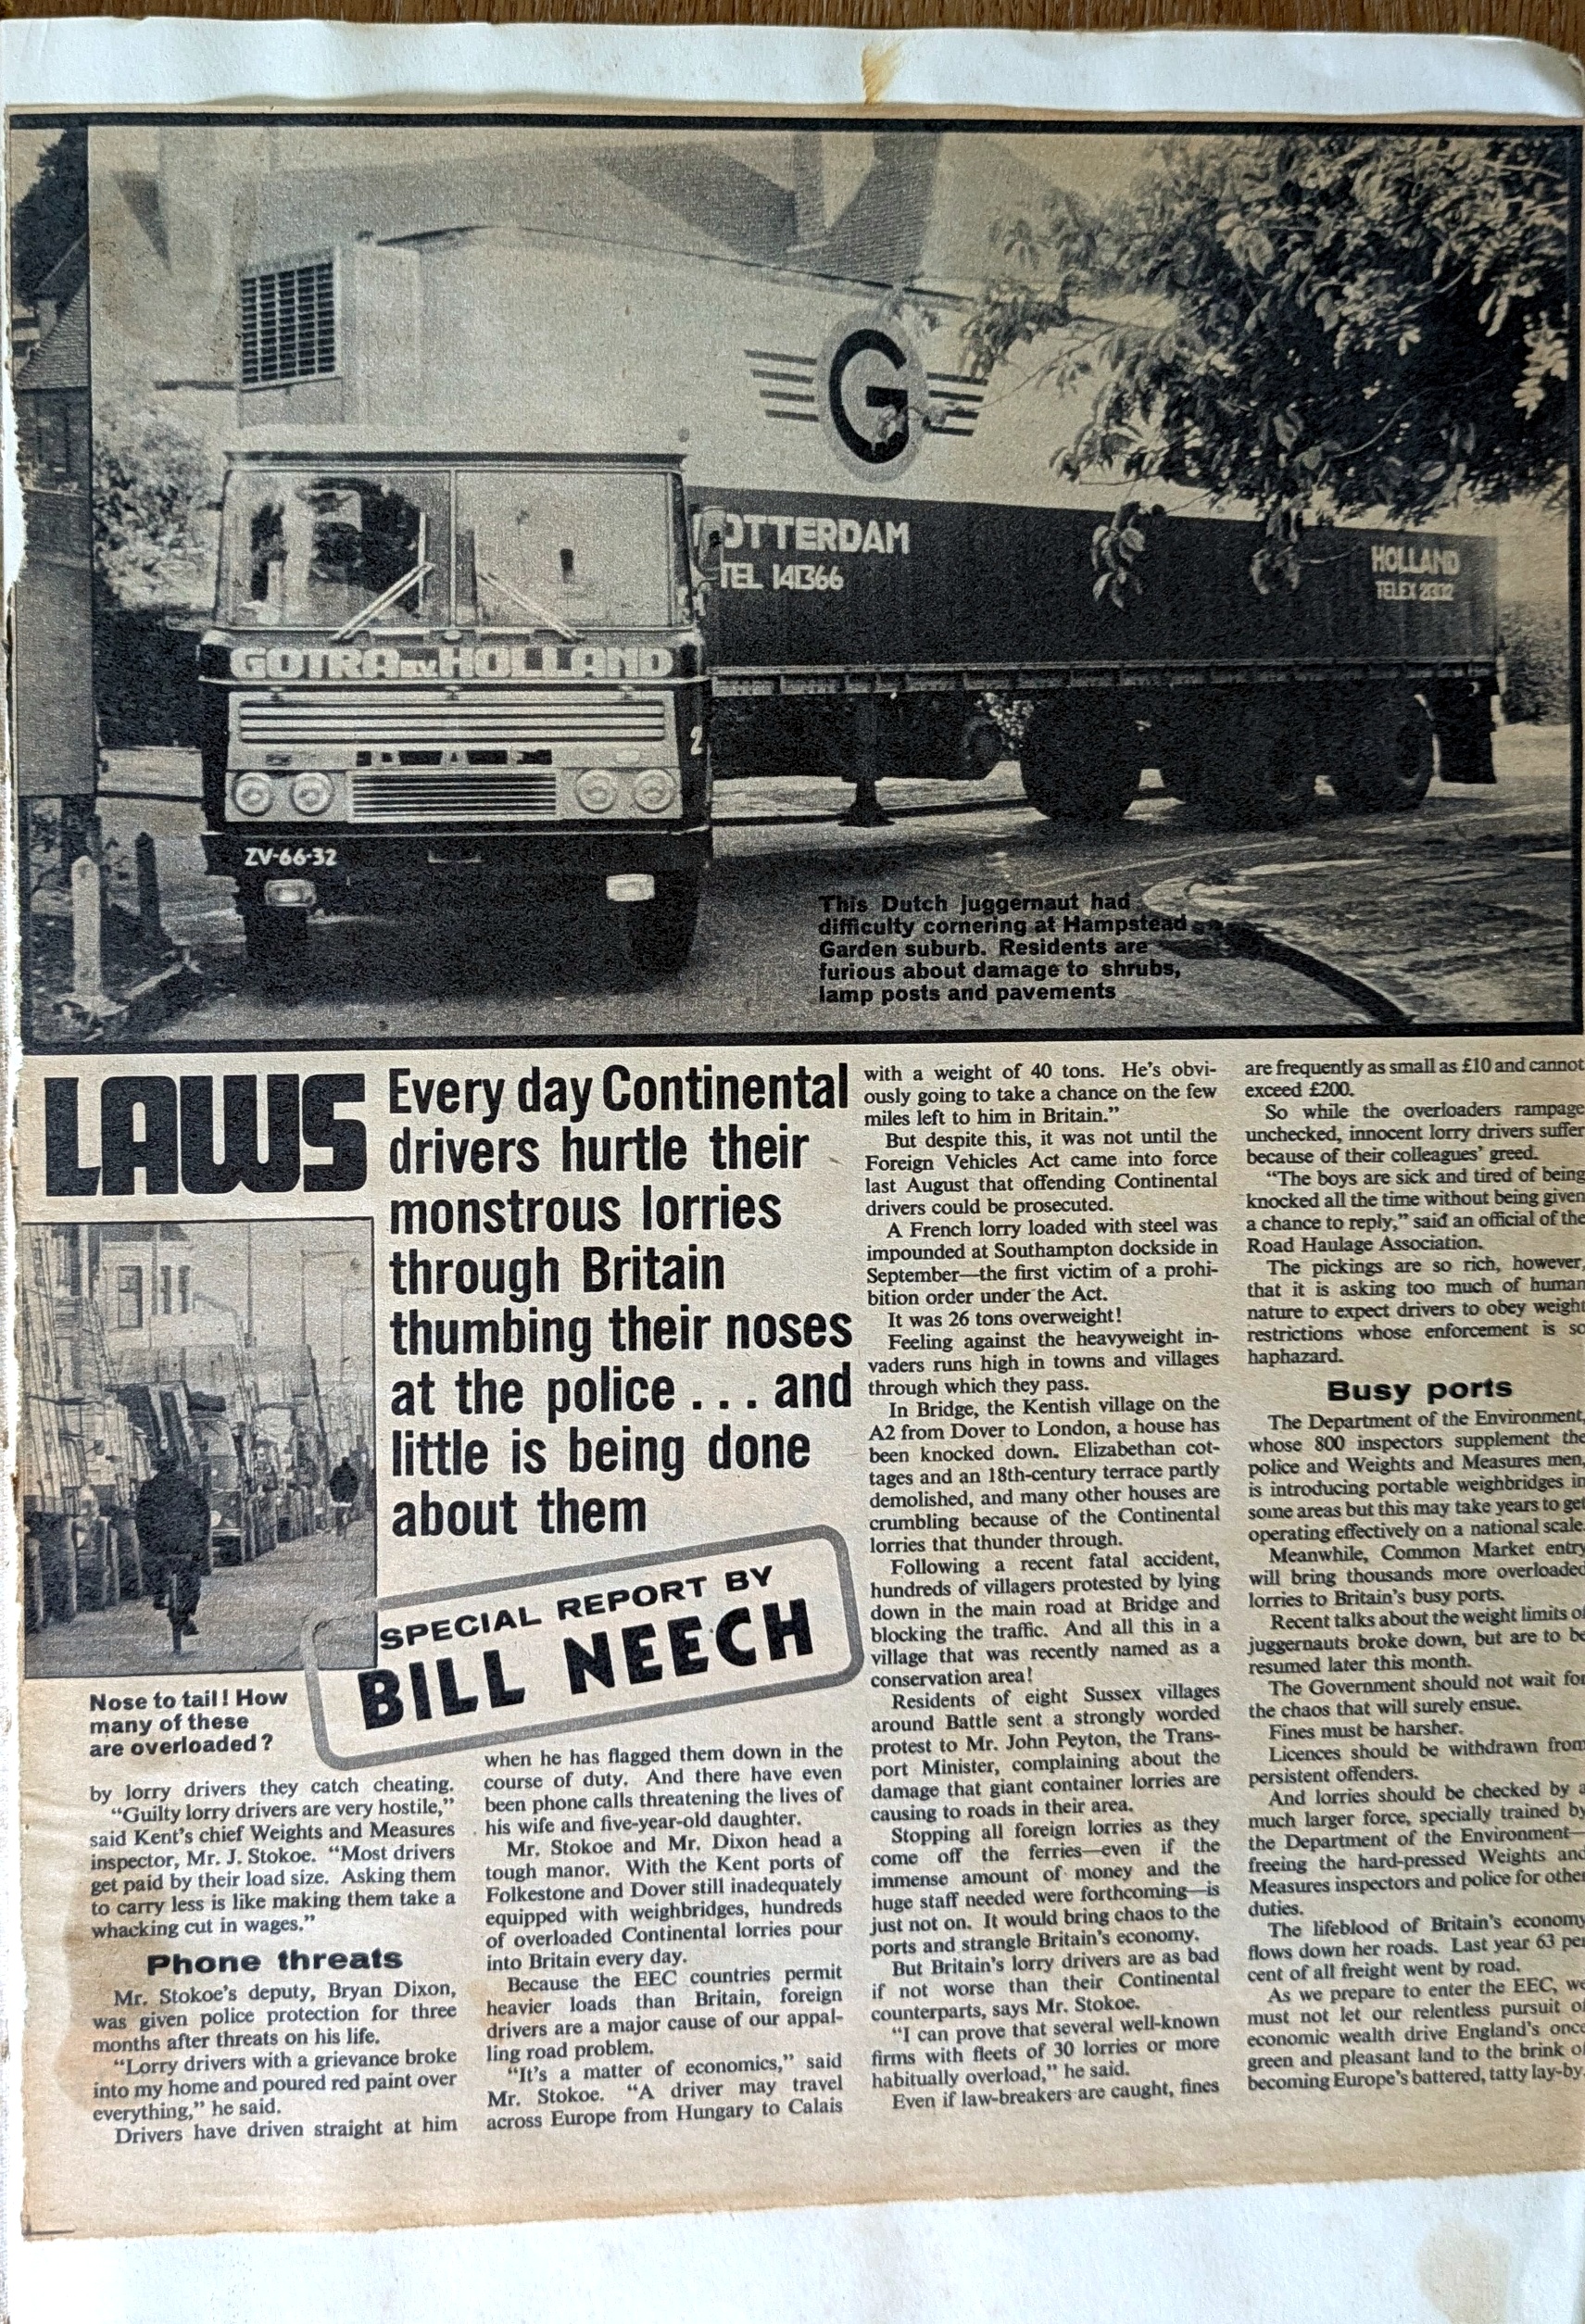 G
OTTERDAM
TEL 141366
HOLLAND
GOTRA B.V. HOLLAND
2
ZV-66-32
This Dutch juggernaut had
difficulty cornering at Hampstead
Garden suburb. Residents are
furious about damage to shrubs,
lamp posts and pavements
LAWS
Every day Continental
drivers hurtle their
monstrous lorries
through Britain
thumbing their noses
at the police . . . and
little is being done
about them
SPECIAL REPORT BY
BILL NEECH
Nose to tail! How
many of these
are overloaded?
by lorry drivers they catch cheating.
“Guilty lorry drivers are very hostile,”
said Kent’s chief Weights and Measures
inspector, Mr. J. Stokoe. “Most drivers
get paid by their load size. Asking them
to carry less is like making them take a
whacking cut in wages.”
Phone threats
Mr. Stokoe’s deputy, Bryan Dixon,
was given police protection for three
months after threats on his life.
“Lorry drivers with a grievance broke
into my home and poured red paint over
everything,” he said.
Drivers have driven straight at him
when he has flagged them down in the
course of duty. And there have even
been phone calls threatening the lives of
his wife and five-year-old daughter.
Mr. Stokoe and Mr. Dixon head a
tough manor. With the Kent ports of
Folkestone and Dover still inadequately
equipped with weighbridges, hundreds
of overloaded Continental lorries pour
into Britain every day.
Because the EEC countries permit
heavier loads than Britain, foreign
drivers are a major cause of our appal-
ling road problem.
“It’s a matter of economics,” said
Mr. Stokoe. “A driver may travel
across Europe from Hungary to Calais
with a weight of 40 tons. He’s obvi-
ously going to take a chance on the few
miles left to him in Britain.”
But despite this, it was not until the
Foreign Vehicles Act came into force
last August that offending Continental
drivers could be prosecuted.
A French lorry loaded with steel was
impounded at Southampton dockside in
September—the first victim of a prohi-
bition order under the Act.
It was 26 tons overweight!
Feeling against the heavyweight in-
vaders runs high in towns and villages
through which they pass.
In Bridge, the Kentish village on the
A2 from Dover to London, a house has
been knocked down. Elizabethan cot-
tages and an 18th-century terrace partly
demolished, and many other houses are
crumbling because of the Continental
lorries that thunder through.
Following a recent fatal accident,
hundreds of villagers protested by lying
down in the main road at Bridge and
blocking the traffic. And all this in a
village that was recently named as a
conservation area!
Residents of eight Sussex villages
around Battle sent a strongly worded
protest to Mr. John Peyton, the Trans-
port Minister, complaining about the
damage that giant container lorries are
causing to roads in their area.
Stopping all foreign lorries as they
come off the ferries—even if the
immense amount of money and the
huge staff needed were forthcoming—is
just not on. It would bring chaos to the
ports and strangle Britain’s economy.
But Britain’s lorry drivers are as bad
if not worse than their Continental
counterparts, says Mr. Stokoe.
“I can prove that several well-known
firms with fleets of 30 lorries or more
habitually overload,” he said.
Even if law-breakers are caught, fines
are frequently as small as £10 and cannot
exceed £200.
So while the overloaders rampage
unchecked, innocent lorry drivers suffer
because of their colleagues’ greed.
“The boys are sick and tired of being
knocked all the time without being given
a chance to reply,” said an official of the
Road Haulage Association.
The pickings are so rich, however,
that it is asking too much of human
nature to expect drivers to obey weight
restrictions whose enforcement is so
haphazard.
Busy ports
The Department of the Environment,
whose 800 inspectors supplement the
police and Weights and Measures men,
is introducing portable weighbridges in
some areas but this may take years to get
operating effectively on a national scale.
Meanwhile, Common Market entry
will bring thousands more overloaded
lorries to Britain’s busy ports.
Recent talks about the weight limits of
juggernauts broke down, but are to be
resumed later this month.
The Government should not wait for
the chaos that will surely ensue.
Fines must be harsher.
Licences should be withdrawn from
persistent offenders.
And lorries should be checked by a
much larger force, specially trained by
the Department of the Environment—
freeing the hard-pressed Weights and
Measures inspectors and police for other
duties.
The lifeblood of Britain’s economy
flows down her roads. Last year 63 per
cent of all freight went by road.
As we prepare to enter the EEC, we
must not let our relentless pursuit of
economic wealth drive England’s once
green and pleasant land to the brink of
becoming Europe’s battered, tatty lay-by.